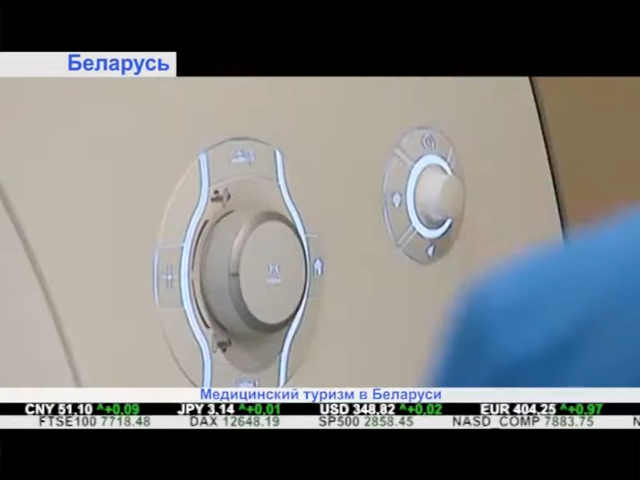 Беларусь
Медицинский туризм в Беларуси
CNY 51.10 ^+0.09 JPY 3.14 ^+0.01 USD 348.82 ^+0.02 EUR 404.25 ^+0.97
FTSE100 7718.48 DAX 12648.19 SP500 2858.45 NASD_COMP 7883.75